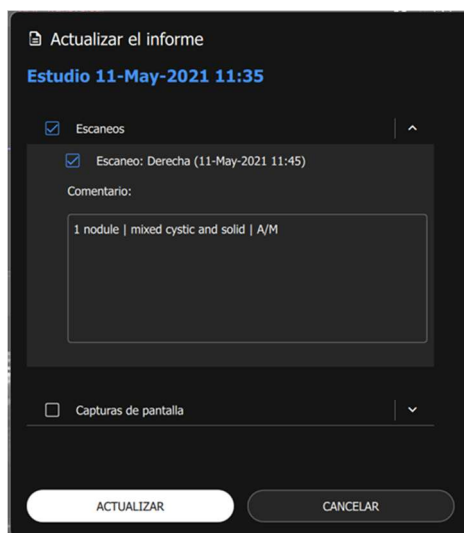 Actualizar el informe
Estudio 11-May-2021 11:35
Escaneos
Escaneo: Derecha (11-May-2021 11:45)
Comentario:
1 nodule | mixed cystic and solid | A/M
Capturas de pantalla
ACTUALIZAR CANCELAR